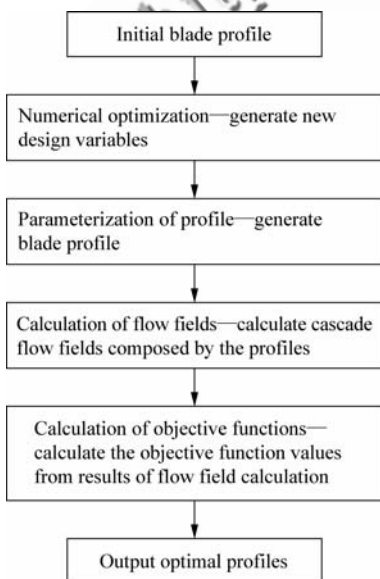 Initial blade profile
Numerical optimization—generate new
design variables
Parameterization of profile—generate
blade profile
Calculation of flow fields—calculate cascade
flow fields composed by the profiles
Calculation of objective functions—
calculate the objective function values
from results of flow field calculation
Output optimal profiles